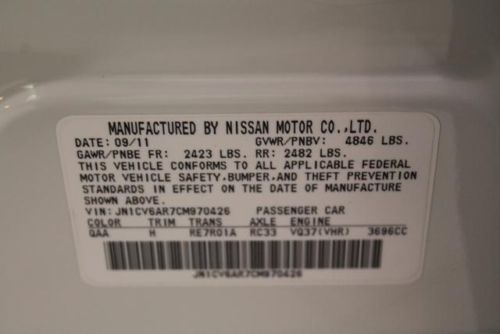 MANUFACTURED BY NISSAN MOTOR CO.,LTD.
DATE: 09/11 GVWR/PNBV: 4846 LBS.
GAWR/PNBE FR: 2423 LBS. RR: 2482 LBS.
THIS VEHICLE CONFORMS TO ALL APPLICABLE FEDERAL
MOTOR VEHICLE SAFETY,BUMPER,AND THEFT PREVENTION
STANDARDS IN EFFECT ON THE DATE OF MANUFACTURE
SHOWN ABOVE.
VIN: JN1CV6AR7CM970426 PASSENGER CAR
COLOR TRIM TRANS AXLE ENGINE
QAA H RE7R01A RC33 VQ37(VHR) 3696CC
JN1CV6AR7CM970426